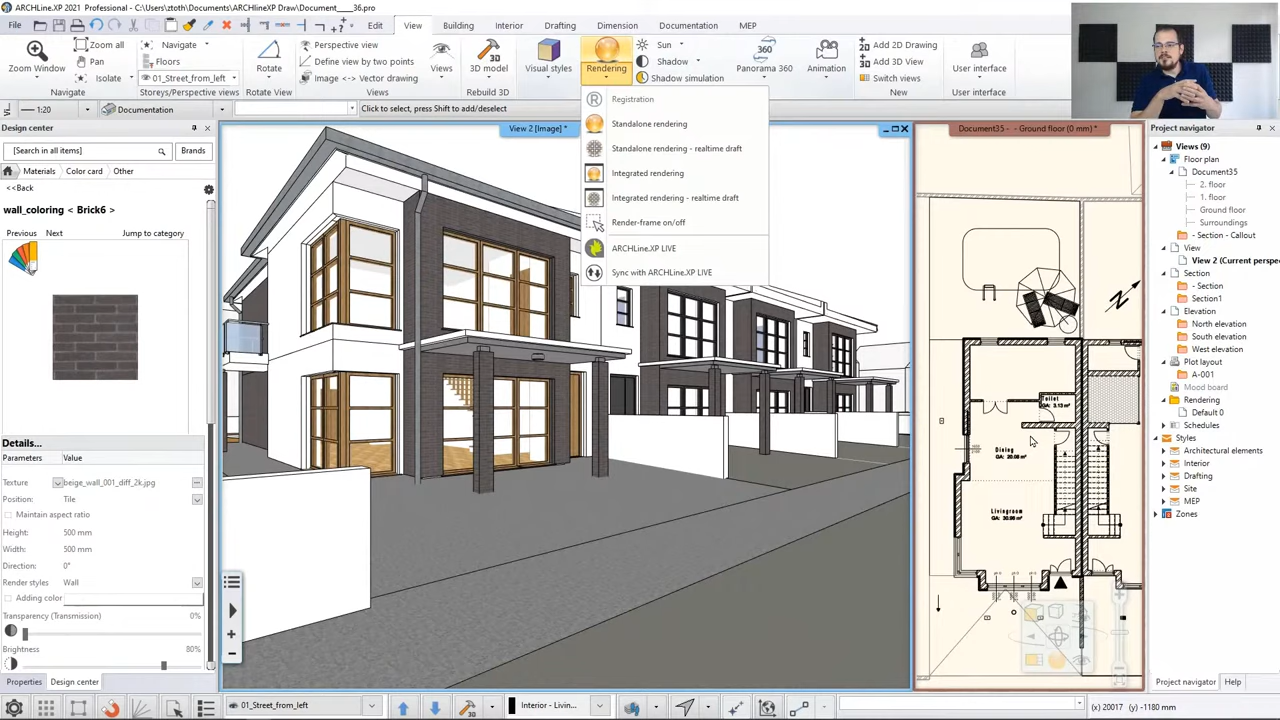 ARCHLine.XP 2021 Professional - C:\Users\ztoth\Documents\ARCHlineXP Draw\Document____36.pro
File
Edit
View
Building
Interior
Drafting
Dimension
Documentation
MEP
Zoom Window
Zoom all
Pan
Isolate
Navigate
Navigate
Floors
01_Street_from_left
Storeys/Perspective views
Rotate
Rotate View
Perspective view
Define view by two points
Image <-> Vector drawing
Views
3D model
Rebuild 3D
Visual styles
Rendering
Sun
Shadow
Shadow simulation
Panorama 360
Animation
Add 2D Drawing
Add 3D View
Switch views
New
User interface
User interface
1:20
Documentation
Click to select, press Shift to add/deselect
Registration
Standalone rendering
Standalone rendering - realtime draft
Integrated rendering
Integrated rendering - realtime draft
Render-frame on/off
ARCHLine.XP LIVE
Sync with ARCHLine.XP LIVE
Design center
[Search in all items]
Brands
Materials
Color card
Other
<<Back
wall_coloring < Brick6 >
Previous
Next
Jump to category
Details...
Parameters
Value
Texture
beige_wall_001_diff_2k.jpg
Position:
Tile
Maintain aspect ratio
Height:
500 mm
Width:
500 mm
Direction:
0°
Render styles
Wall
Adding color
Transparency (Transmission)
0%
Brightness
80%
Properties
Design center
View 2 [Image] *
Document35 - - Ground floor (0 mm) *
Toilet
GA: 3.13 m²
Dining
Livingroom
Project navigator
Views (9)
Floor plan
Document35
2. floor
1. floor
Ground floor
Surroundings
- Section - Callout
View
View 2 (Current perspe
Section
- Section
Section1
Elevation
North elevation
South elevation
West elevation
Plot layout
A-001
Mood board
Rendering
Default 0
Schedules
Styles
Architectural elements
Interior
Drafting
Site
MEP
Zones
Project navigator
Help
01_Street_from_left
Interior - Livin...
(x) 20017 (y) -1180 mm